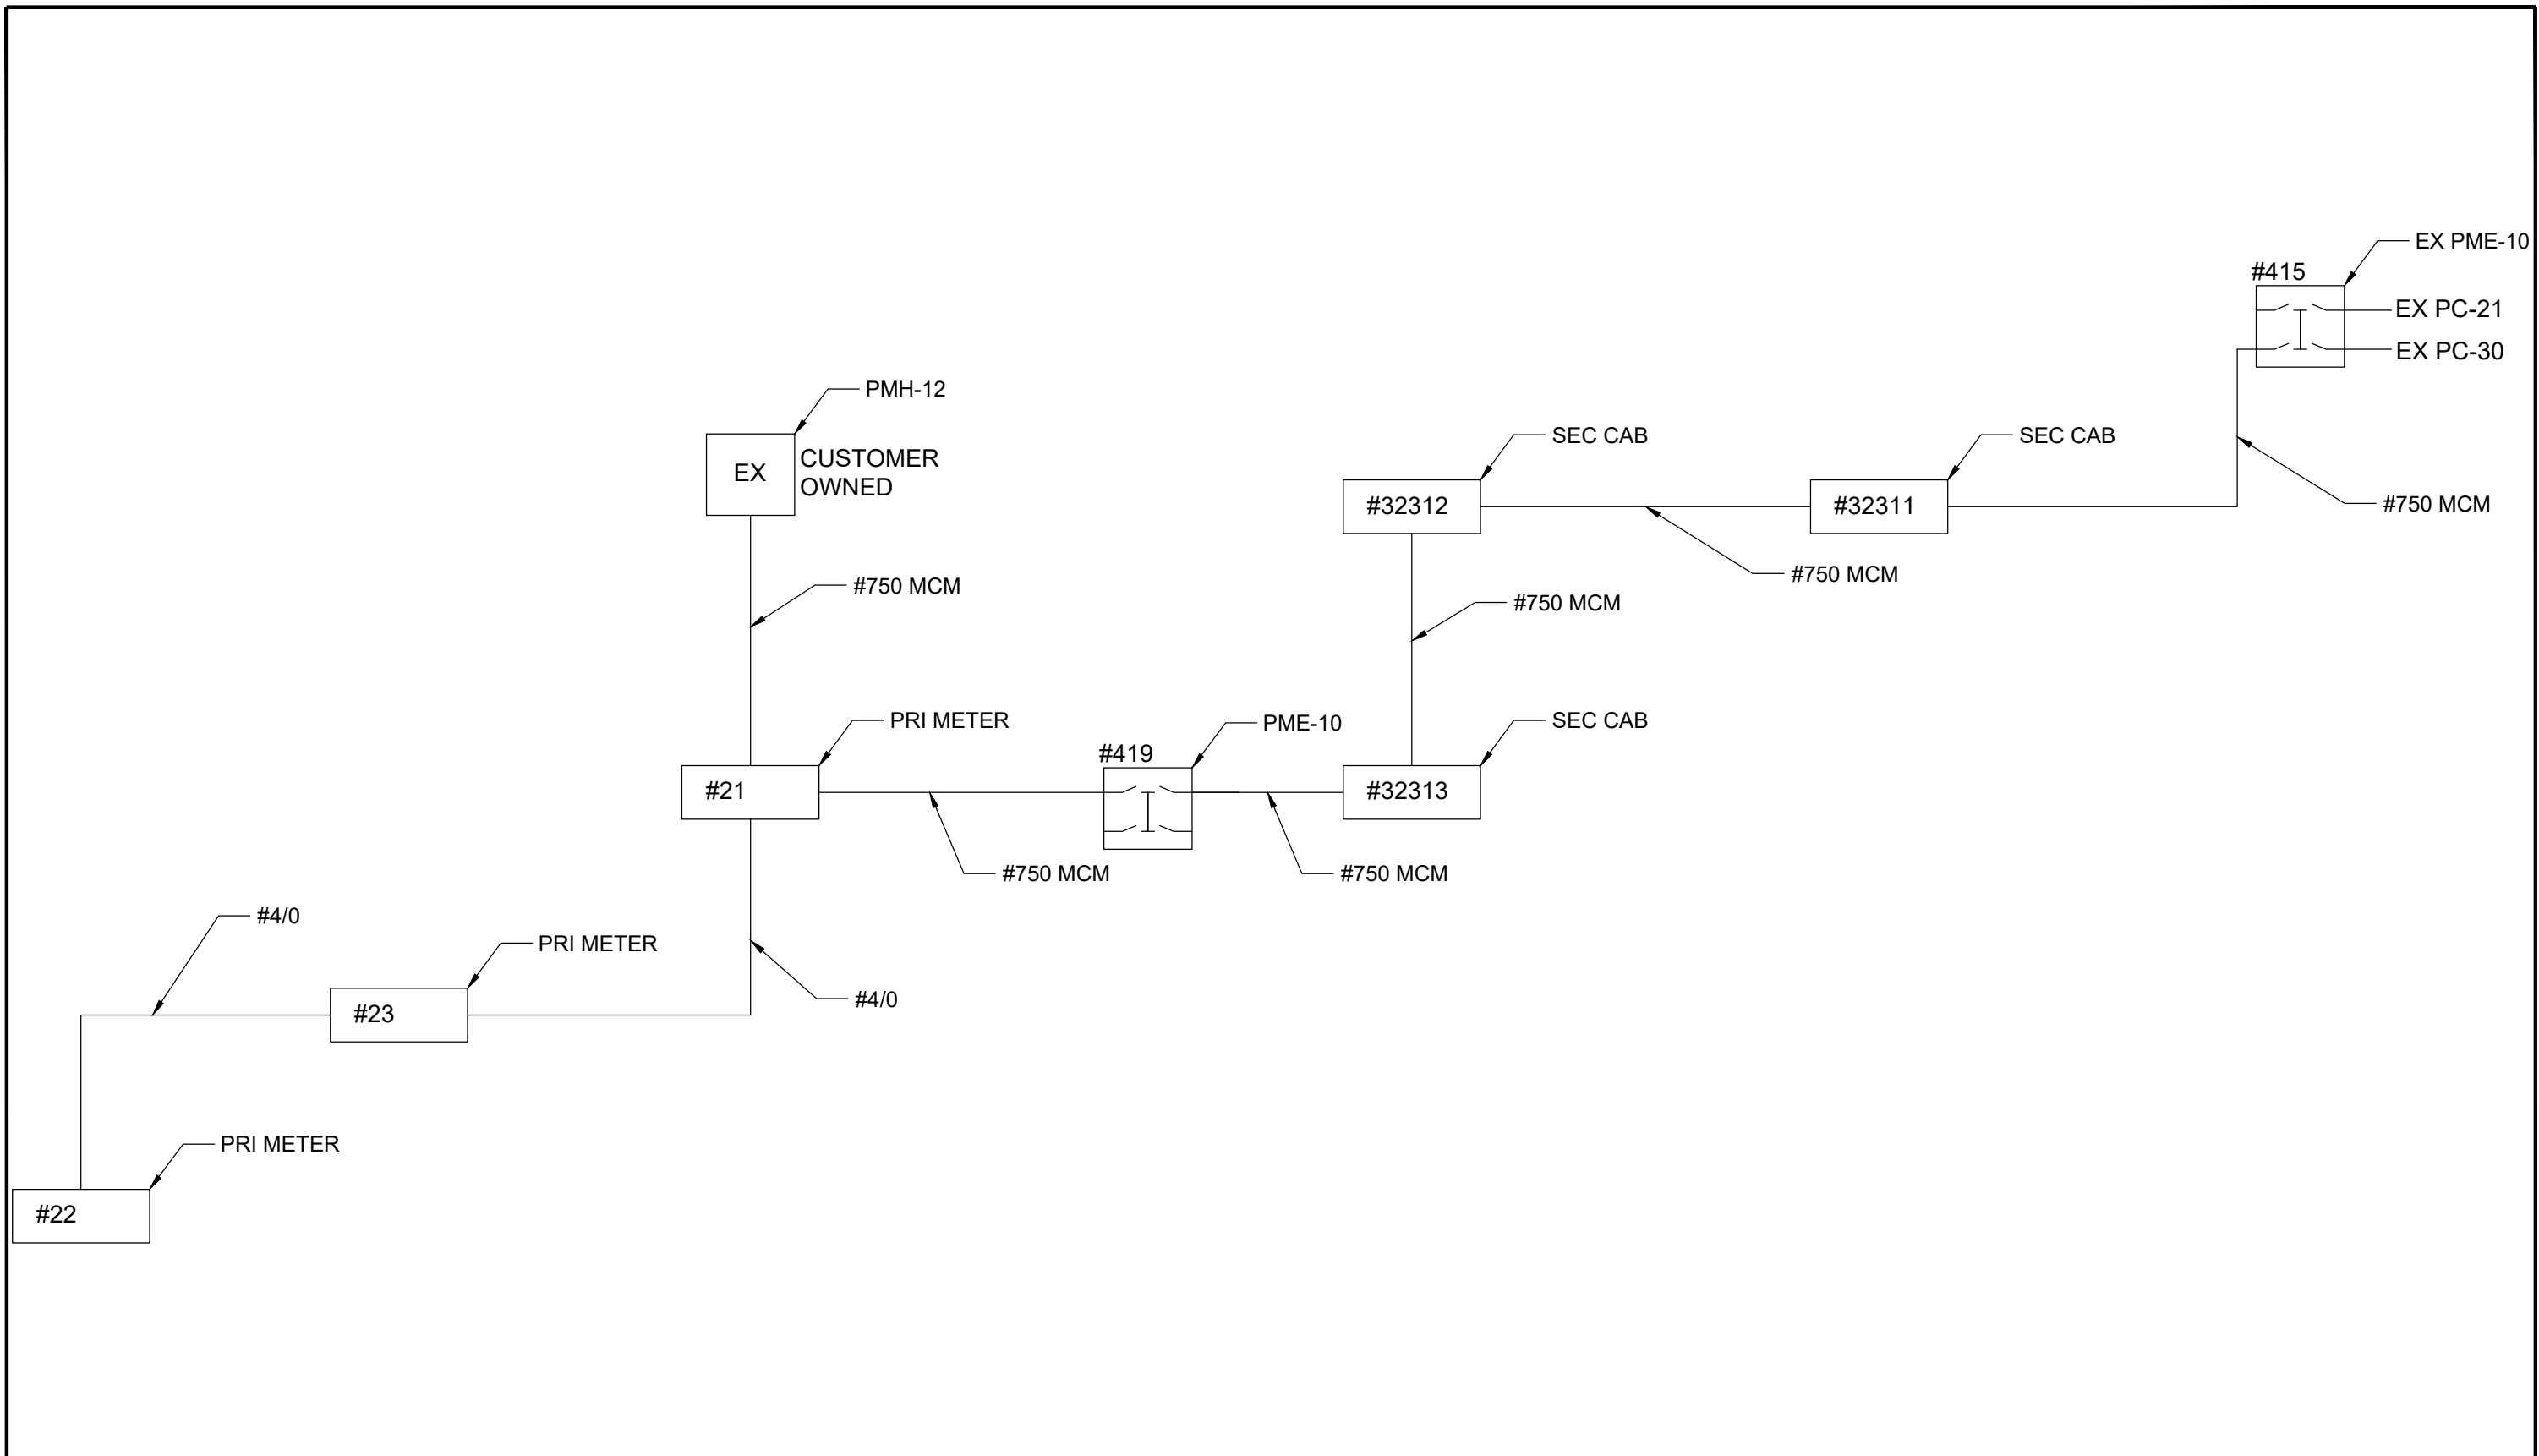 EX PME-10
#415
EX PC-21
EX PC-30
PMH-12
EX
CUSTOMER
OWNED
SEC CAB
SEC CAB
#32312
#32311
#750 MCM
#750 MCM
#750 MCM
#750 MCM
PRI METER
PME-10
SEC CAB
#419
#21
#32313
#750 MCM
#750 MCM
#4/0
PRI METER
#4/0
#23
PRI METER
#22